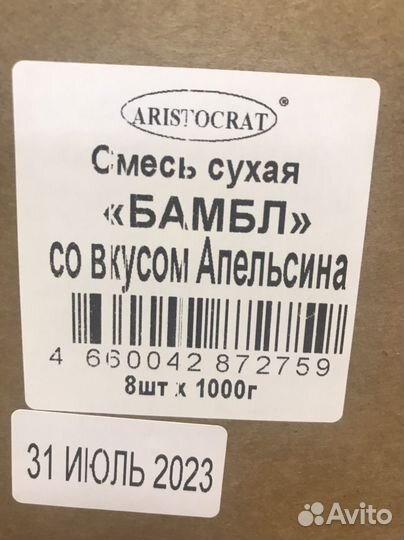 ARISTOCRAT®
Смесь сухая
«БАМБЛ»
со вкусом Апельсина
4 660042 872759
8шт x 1000г
31 ИЮЛЬ 2023
Avito